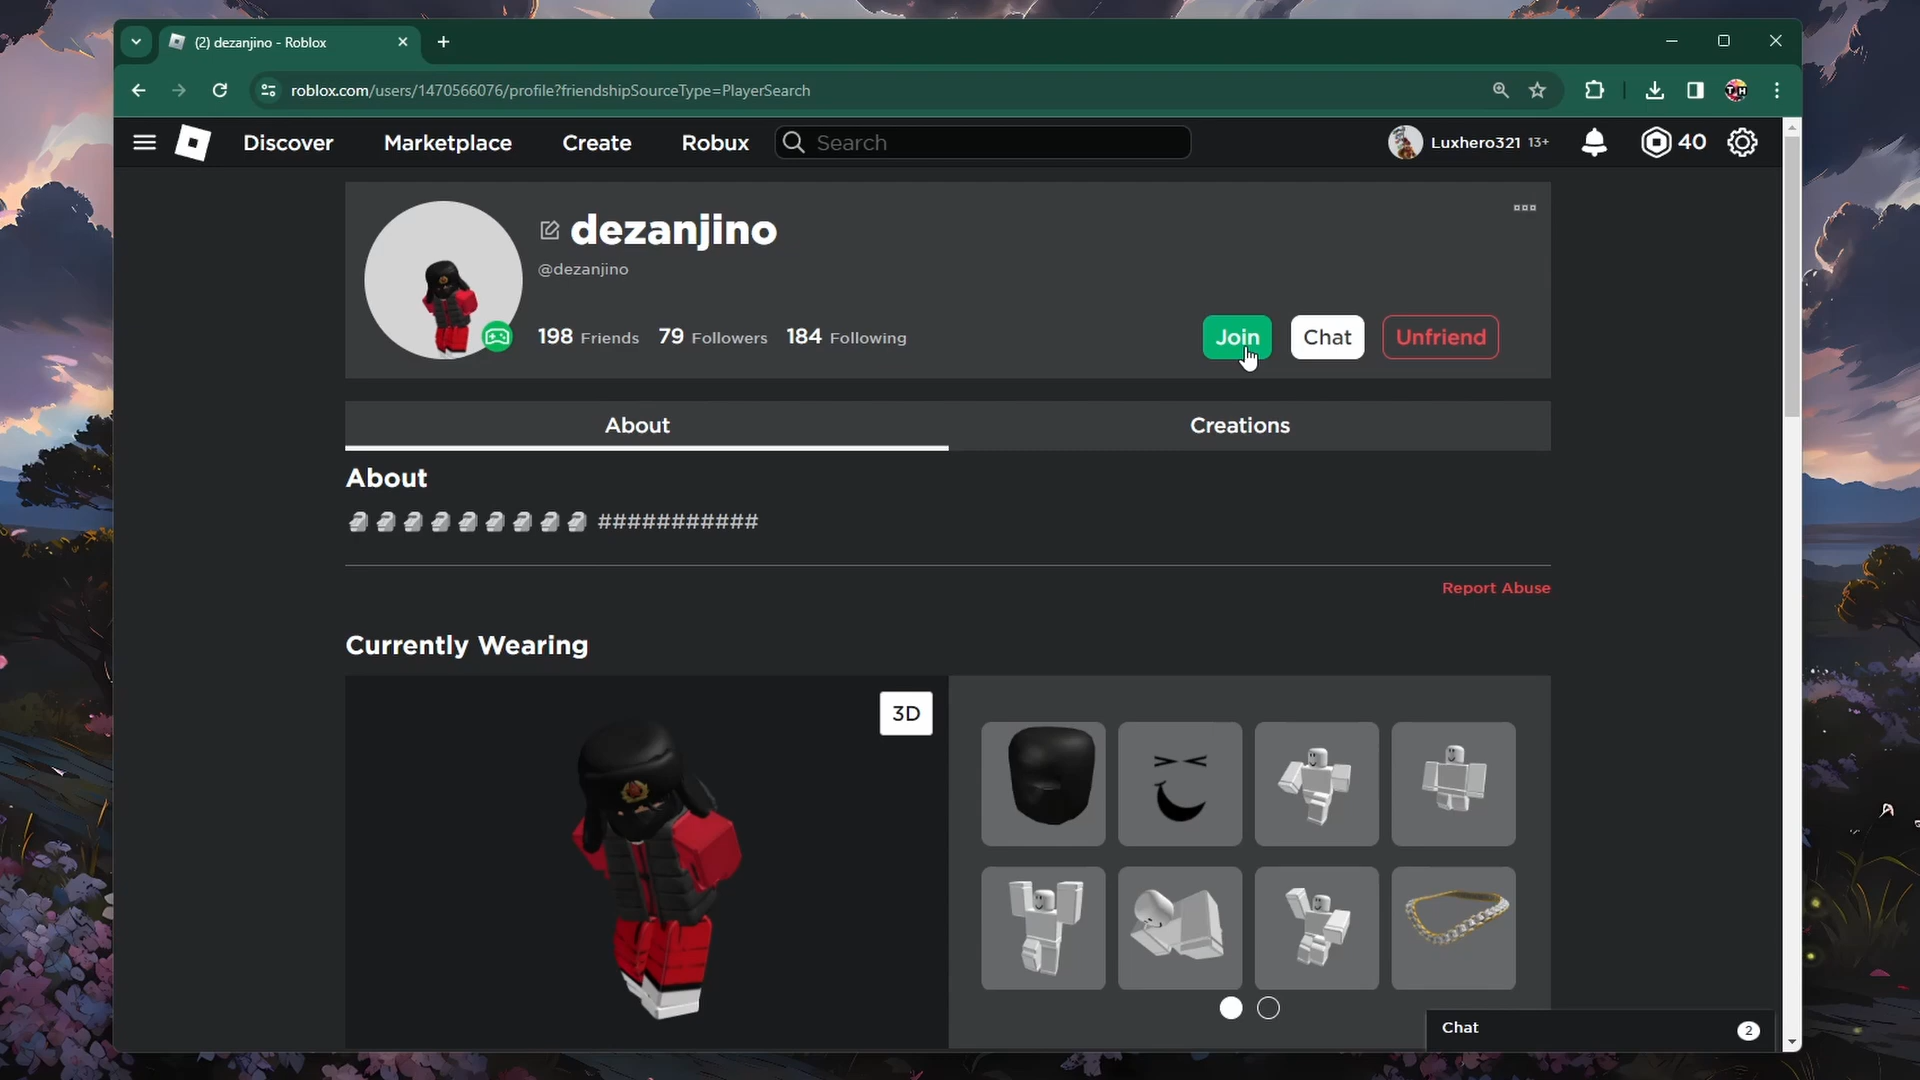 (2) dezanjino - Roblox
roblox.com/users/1470566076/profile?friendshipSourceType=PlayerSearch
Discover Marketplace Create Robux Search Luxhero321 13+ 40
dezanjino
@dezanjino
198 Friends 79 Followers 184 Following Join Chat Unfriend
About Creations
About
🗿🗿🗿🗿🗿🗿🗿🗿🗿 ###########
Report Abuse
Currently Wearing
3D
Chat 2